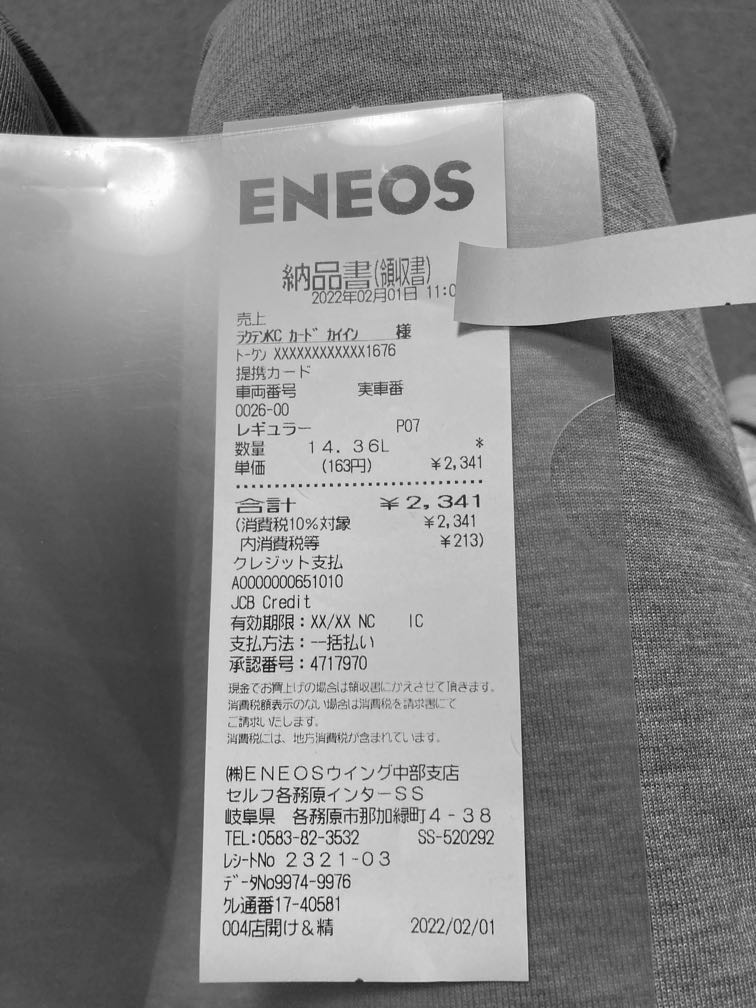 ENEOS
納品書(領収書)
2022年02月01日 11:0
売上
ラクテンKC カード カイイン 様
トークン XXXXXXXXXXXX1676
提携カード
車両番号 実車番
0026-00
レギュラー P07
数量 14.36L *
単価 (163円) ¥2,341
合計 ¥2,341
(消費税10%対象 ¥2,341
内消費税等 ¥213)
クレジット支払
A0000000651010
JCB Credit
有効期限:XX/XX NC IC
支払方法:一括払い
承認番号:4717970
現金でお買上げの場合は領収書にかえさせて頂きます。
消費税額表示のない場合は消費税を請求書にて
ご請求いたします。
消費税には、地方消費税が含まれています。
㈱ENEOSウイング中部支店
セルフ各務原インターSS
岐阜県 各務原市那加緑町4-38
TEL:0583-82-3532 SS-520292
レシートNo 2321-03
データNo9974-9976
クレ通番17-40581
004店開け&精 2022/02/01